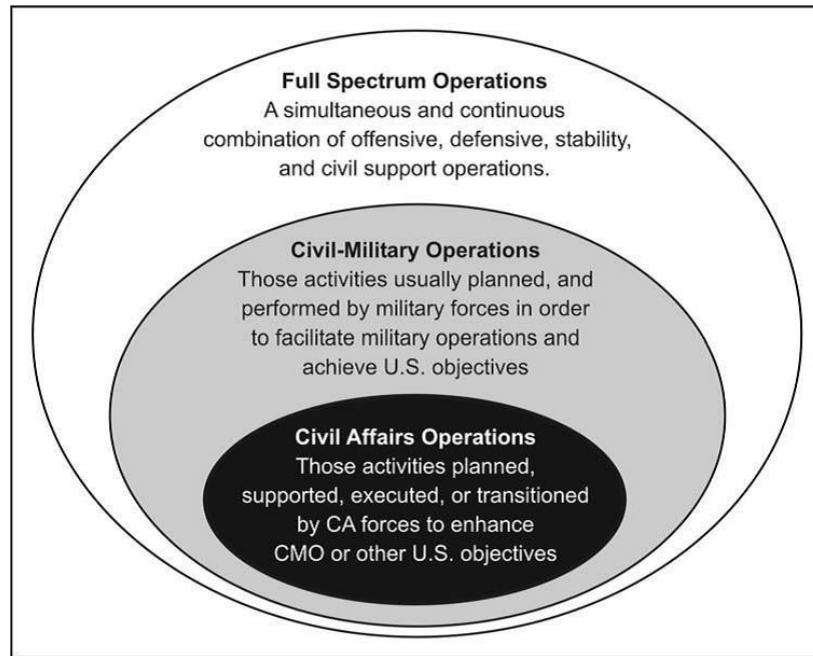 Full Spectrum Operations
A simultaneous and continuous
combination of offensive, defensive, stability,
and civil support operations.
Civil-Military Operations
Those activities usually planned, and
performed by military forces in order
to facilitate military operations and
achieve U.S. objectives
Civil Affairs Operations
Those activities planned,
supported, executed, or transitioned
by CA forces to enhance
CMO or other U.S. objectives